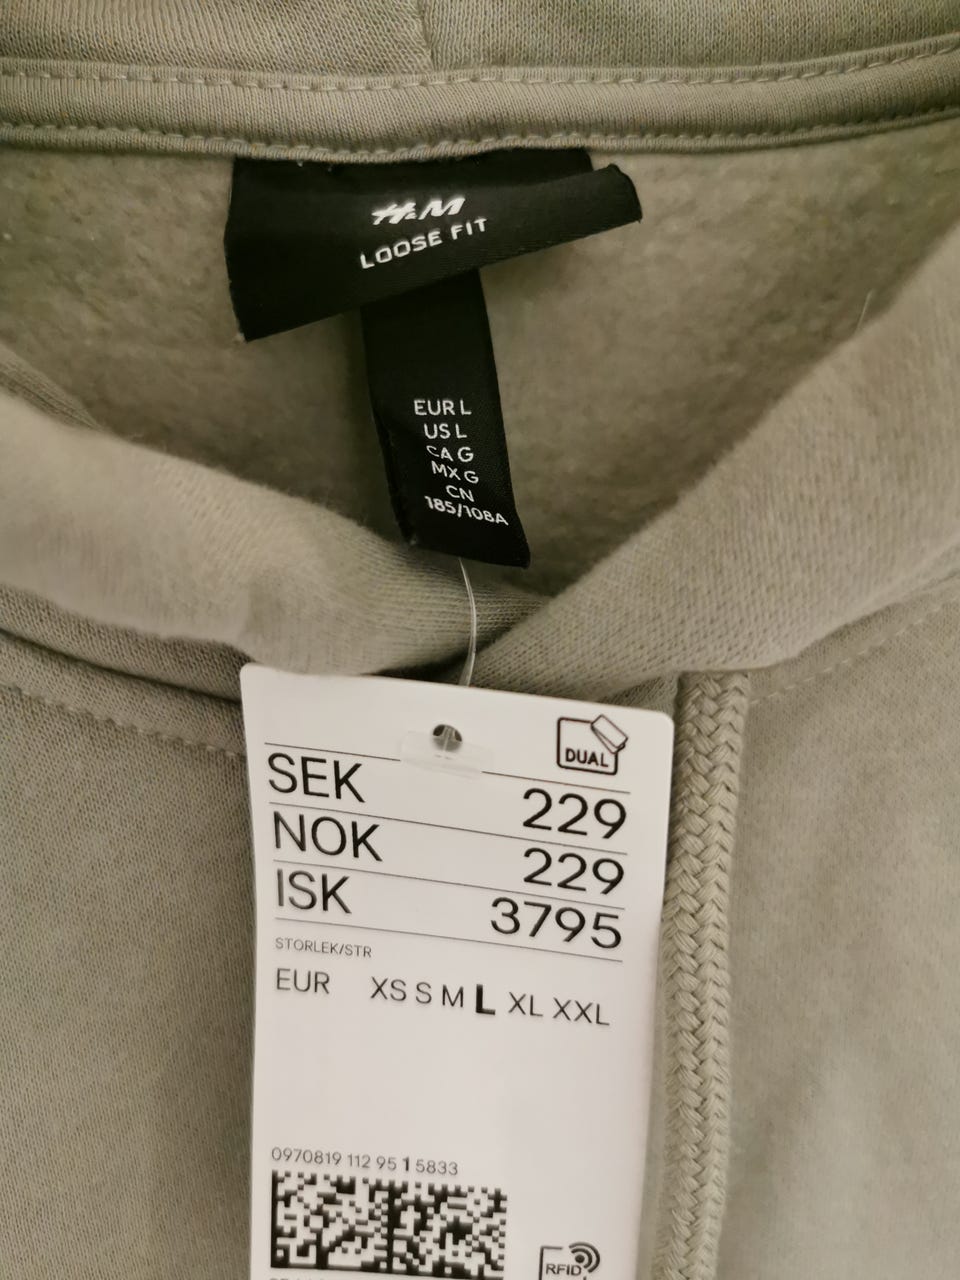 H&M
LOOSE FIT
EUR L
US L
CA G
MX G
CN
185/108A
DUAL
SEK 229
NOK 229
ISK 3795
STORLEK/STR
EUR XS S M L XL XXL
0970819 112 95 1 5833
RFID